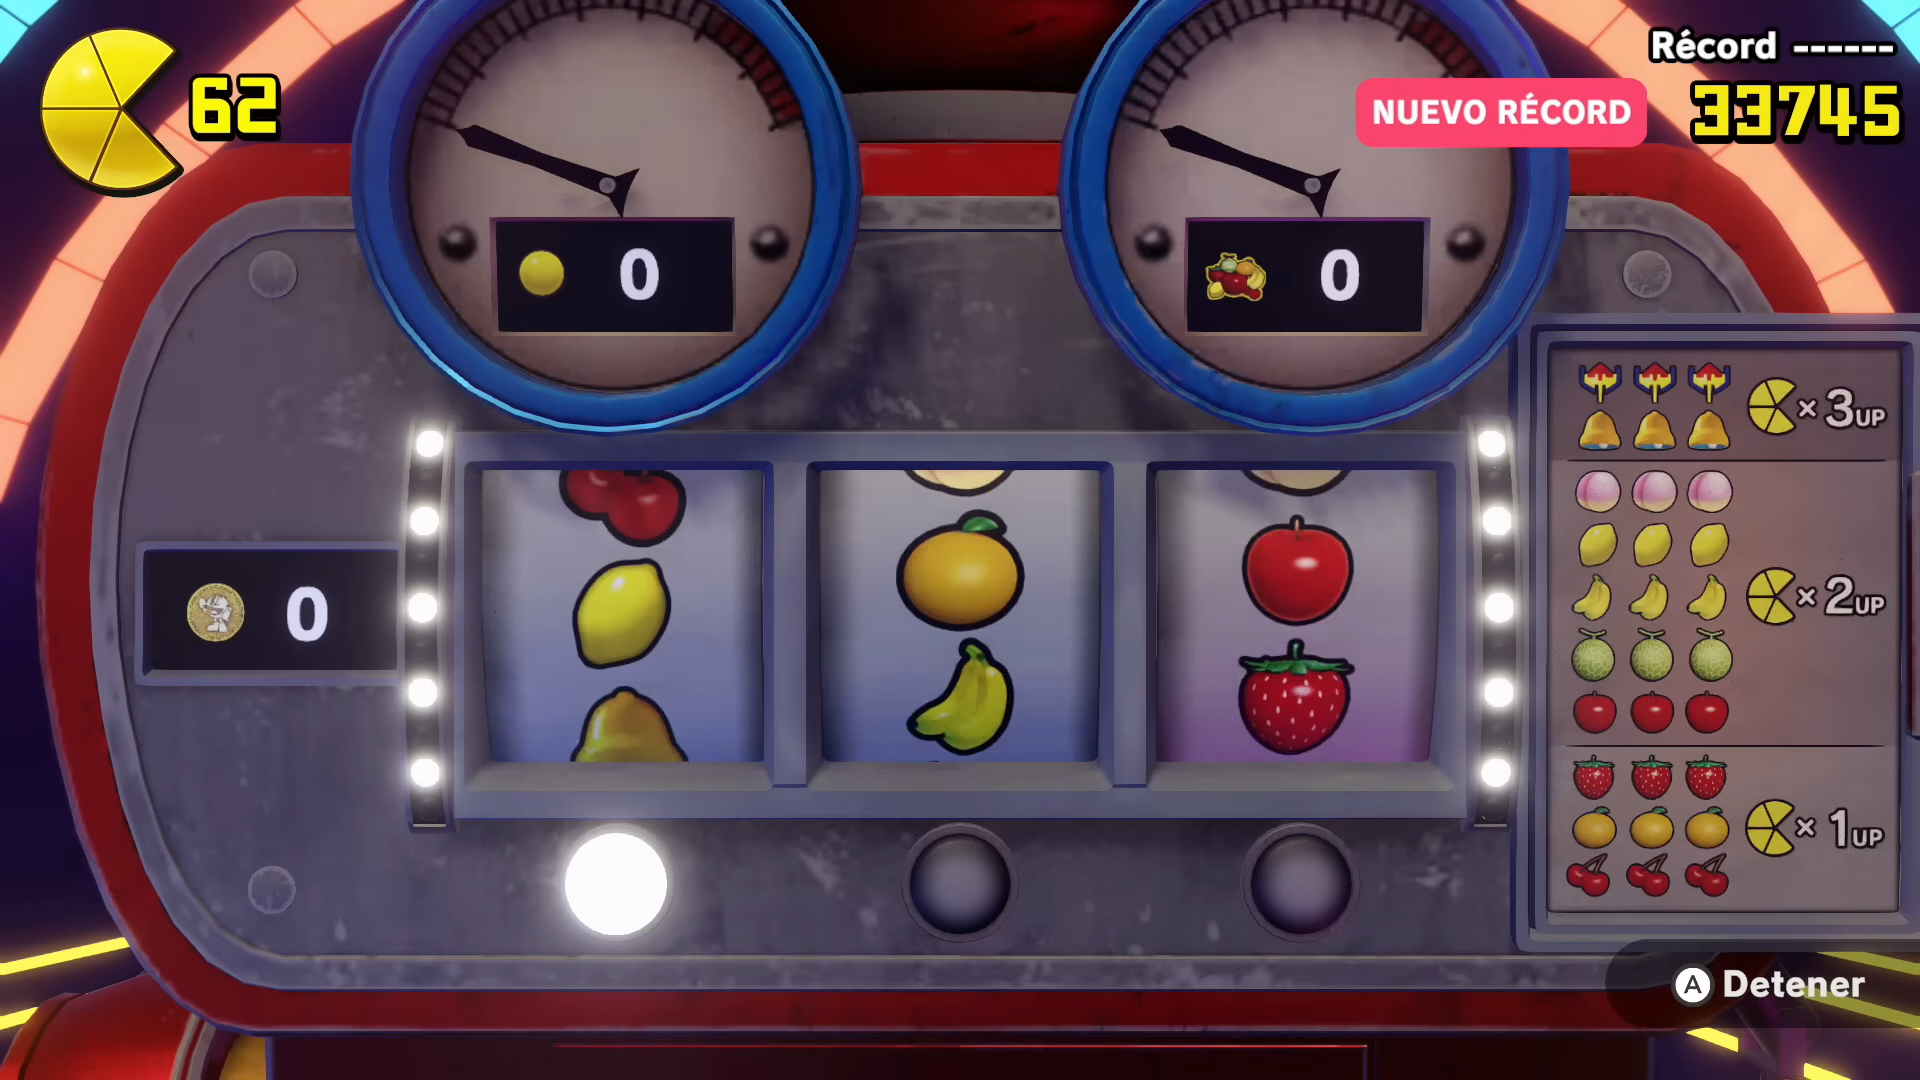 62
Récord ------
NUEVO RÉCORD
33745
0
0
0
× 3UP
× 2UP
× 1UP
A Detener